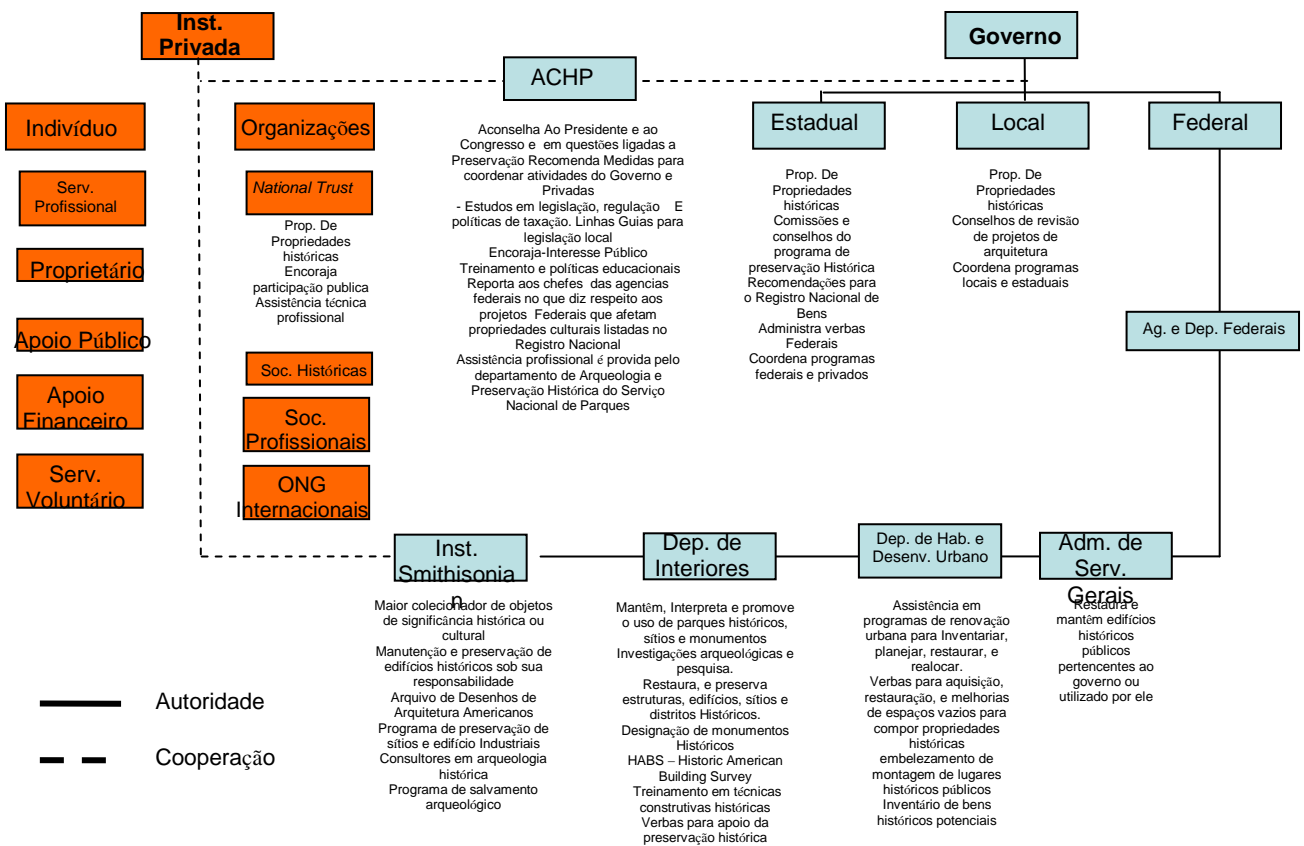 Inst.
Privada
Governo
ACHP
Indivíduo
Organizações
Estadual
Local
Federal
Serv.
Profissional
Proprietário
Apoio Público
Apoio
Financeiro
Serv.
Voluntário
National Trust
Prop. De
Propriedades
históricas
Encoraja
participação publica
Assistência técnica
profissional
Soc. Históricas
Soc.
Profissionais
ONG
Internacionais
Aconselha Ao Presidente e ao
Congresso e em questões ligadas a
Preservação Recomenda Medidas para
coordenar atividades do Governo e
Privadas
- Estudos em legislação, regulação E
políticas de taxação. Linhas Guias para
legislação local
Encoraja-Interesse Público
Treinamento e políticas educacionais
Reporta aos chefes das agencias
federais no que diz respeito aos
projetos Federais que afetam
propriedades culturais listadas no
Registro Nacional
Assistência profissional é provida pelo
departamento de Arqueologia e
Preservação Histórica do Serviço
Nacional de Parques
Prop. De
Propriedades
históricas
Comissões e
conselhos do
programa de
preservação Histórica
Recomendações para
o Registro Nacional de
Bens
Administra verbas
Federais
Coordena programas
federais e privados
Prop. De
Propriedades
históricas
Conselhos de revisão
de projetos de
arquitetura
Coordena programas
locais e estaduais
Ag. e Dep. Federais
Inst.
Smithisonia
n
Dep. de
Interiores
Dep. de Hab. e
Desenv. Urbano
Adm. de
Serv.
Gerais
Maior colecionador de objetos
de significância histórica ou
cultural
Manutenção e preservação de
edifícios históricos sob sua
responsabilidade
Arquivo de Desenhos de
Arquitetura Americanos
Programa de preservação de
sítios e edifício Industriais
Consultores em arqueologia
histórica
Programa de salvamento
arqueológico
Mantêm, Interpreta e promove
o uso de parques históricos,
sítios e monumentos
Investigações arqueológicas e
pesquisa.
Restaura, e preserva
estruturas, edifícios, sítios e
distritos Históricos.
Designação de monumentos
Históricos
HABS – Historic American
Building Survey
Treinamento em técnicas
construtivas históricas
Verbas para apoio da
preservação histórica
Assistência em
programas de renovação
urbana para Inventariar,
planejar, restaurar, e
realocar.
Verbas para aquisição,
restauração, e melhorias
de espaços vazios para
compor propriedades
históricas
embelezamento de
montagem de lugares
históricos públicos
Inventário de bens
históricos potenciais
Restaura e
mantêm edifícios
históricos
públicos
pertencentes ao
governo ou
utilizado por ele
Autoridade
Cooperação